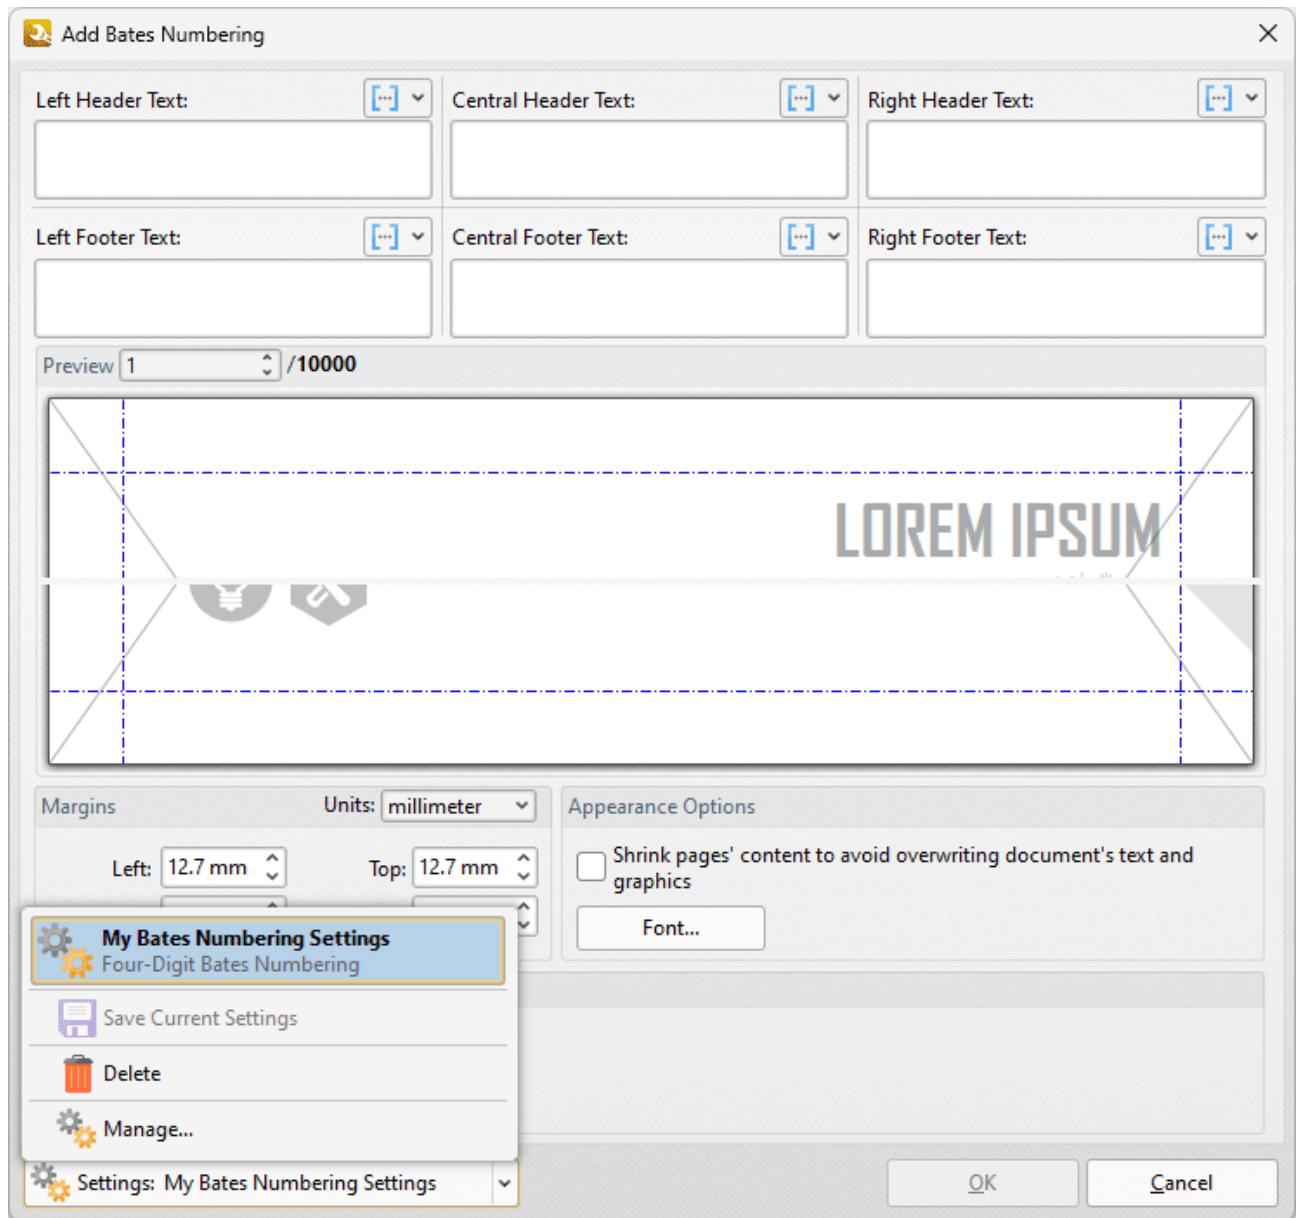 Add Bates Numbering
Left Header Text:
Central Header Text:
Right Header Text:
Left Footer Text:
Central Footer Text:
Right Footer Text:
Preview 1 /10000
LOREM IPSUM
Margins
Units: millimeter
Appearance Options
Left: 12.7 mm
Top: 12.7 mm
Shrink pages' content to avoid overwriting document's text and
graphics
Font...
My Bates Numbering Settings
Four-Digit Bates Numbering
Save Current Settings
Delete
Manage...
Settings: My Bates Numbering Settings
OK
Cancel